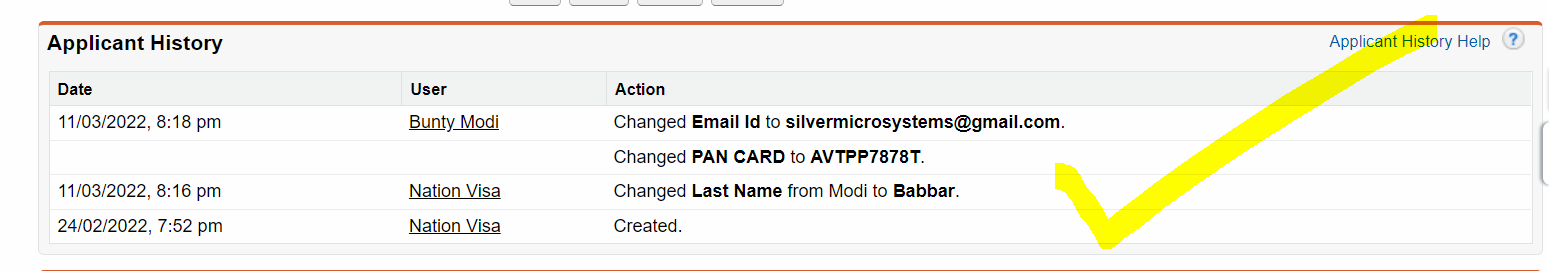 Applicant History
Applicant History Help ?
Date User Action
11/03/2022, 8:18 pm Bunty Modi Changed Email Id to silvermicrosystems@gmail.com.
Changed PAN CARD to AVTPP7878T.
11/03/2022, 8:16 pm Nation Visa Changed Last Name from Modi to Babbar.
24/02/2022, 7:52 pm Nation Visa Created.